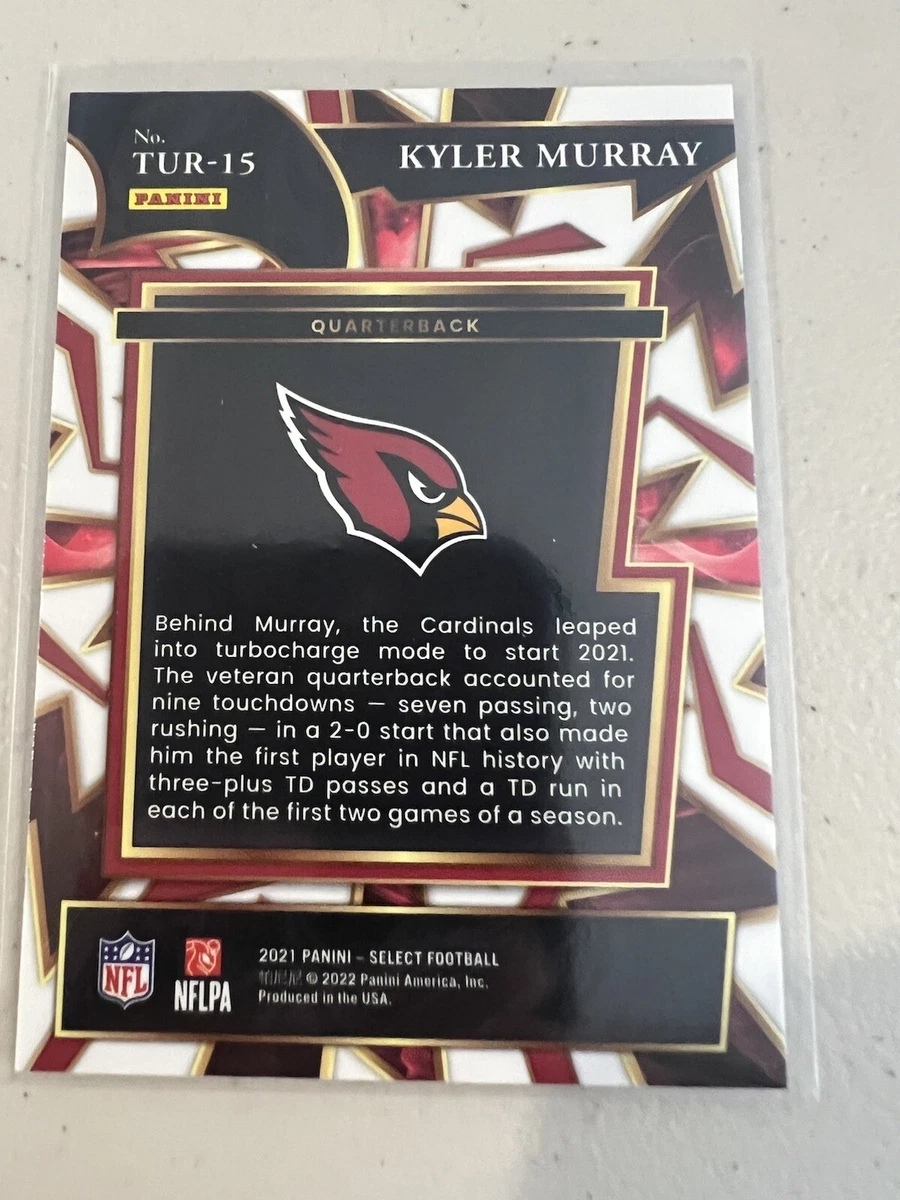 No.
TUR-15
PANINI
KYLER MURRAY
QUARTERBACK
Behind Murray, the Cardinals leaped
into turbocharge mode to start 2021.
The veteran quarterback accounted for
nine touchdowns — seven passing, two
rushing — in a 2-0 start that also made
him the first player in NFL history with
three-plus TD passes and a TD run in
each of the first two games of a season.
NFL
NFLPA
2021 PANINI – SELECT FOOTBALL
© 2022 Panini America, Inc.
Produced in the USA.